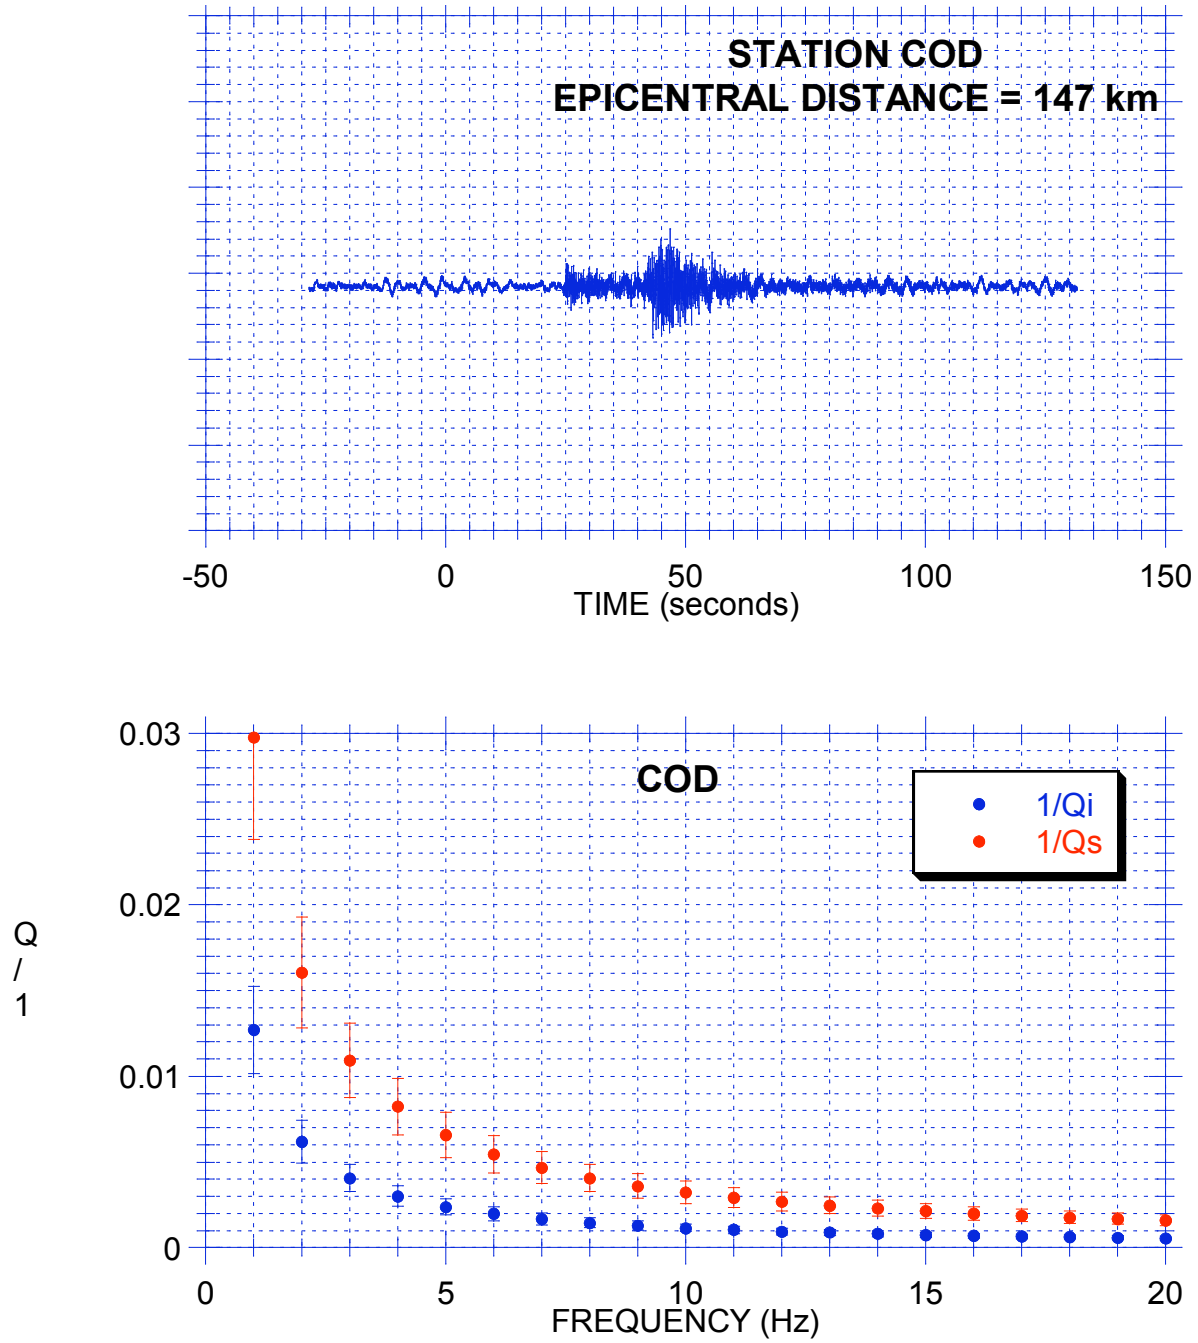 STATION COD
EPICENTRAL DISTANCE = 147 km
-50 0 50 100 150
TIME (seconds)
0.03
COD
1/Qi
1/Qs
0.02
Q
/
1
0.01
0
0 5 10 15 20
FREQUENCY (Hz)